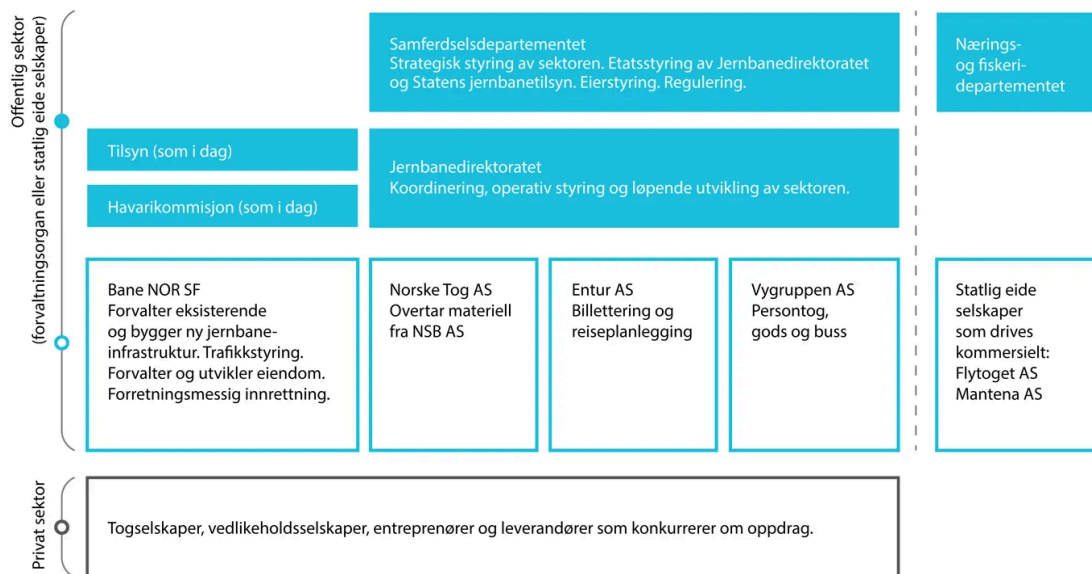 Offentlig sektor
(forvaltningsorgan eller statlig eide selskaper)
Samferdselsdepartementet
Strategisk styring av sektoren. Etatsstyring av Jernbanedirektoratet
og Statens jernbanetilsyn. Eierstyring. Regulering.
Nærings-
og fiskeri-
departementet
Tilsyn (som i dag)
Havarikommisjon (som i dag)
Jernbanedirektoratet
Koordinering, operativ styring og løpende utvikling av sektoren.
Bane NOR SF
Forvalter eksisterende
og bygger ny jernbane-
infrastruktur. Trafikkstyring.
Forvalter og utvikler eiendom.
Forretningsmessig innrettning.
Norske Tog AS
Overtar materiell
fra NSB AS
Entur AS
Billettering og
reiseplanlegging
Vygruppen AS
Persontog,
gods og buss
Statlig eide
selskaper
som drives
kommersielt:
Flytoget AS
Mantena AS
Privat sektor
Togselskaper, vedlikeholdsselskaper, entreprenører og leverandører som konkurrerer om oppdrag.